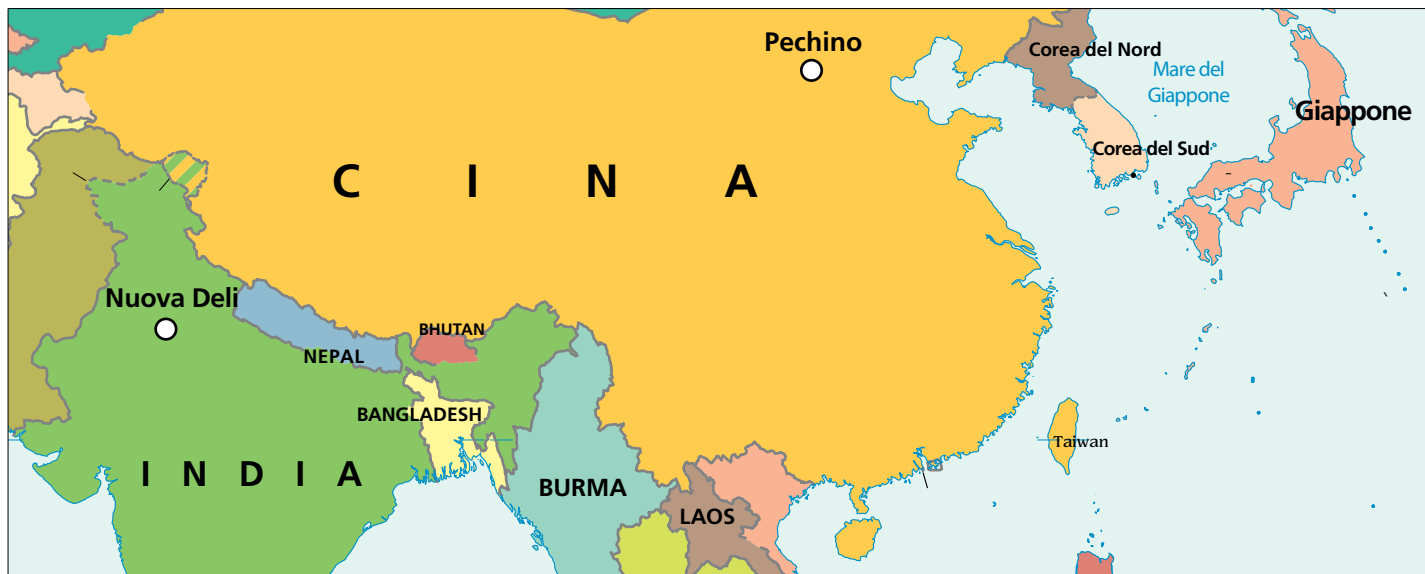 Pechino
Corea del Nord
Mare del
Giappone
Giappone
Corea del Sud
C I N A
Nuova Deli
BHUTAN
NEPAL
BANGLADESH
Taiwan
I N D I A
BURMA
LAOS